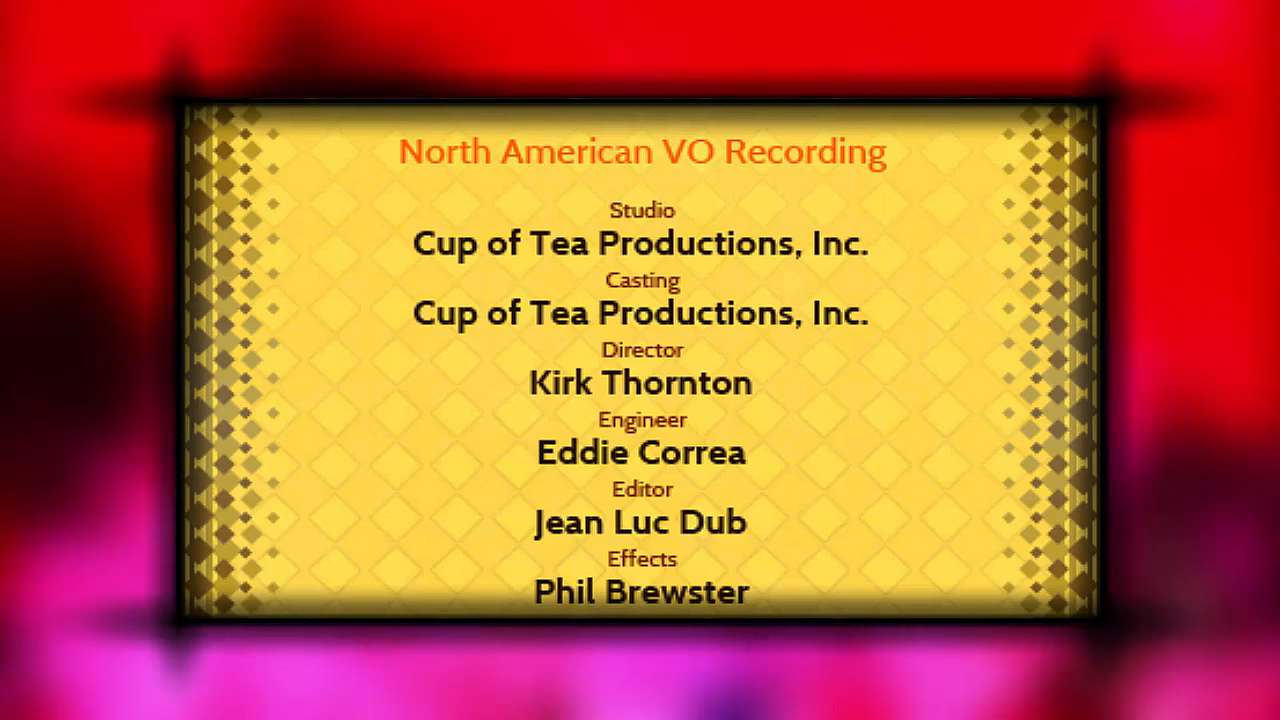 North American VO Recording
Studio
Cup of Tea Productions, Inc.
Casting
Cup of Tea Productions, Inc.
Director
Kirk Thornton
Engineer
Eddie Correa
Editor
Jean Luc Dub
Effects
Phil Brewster